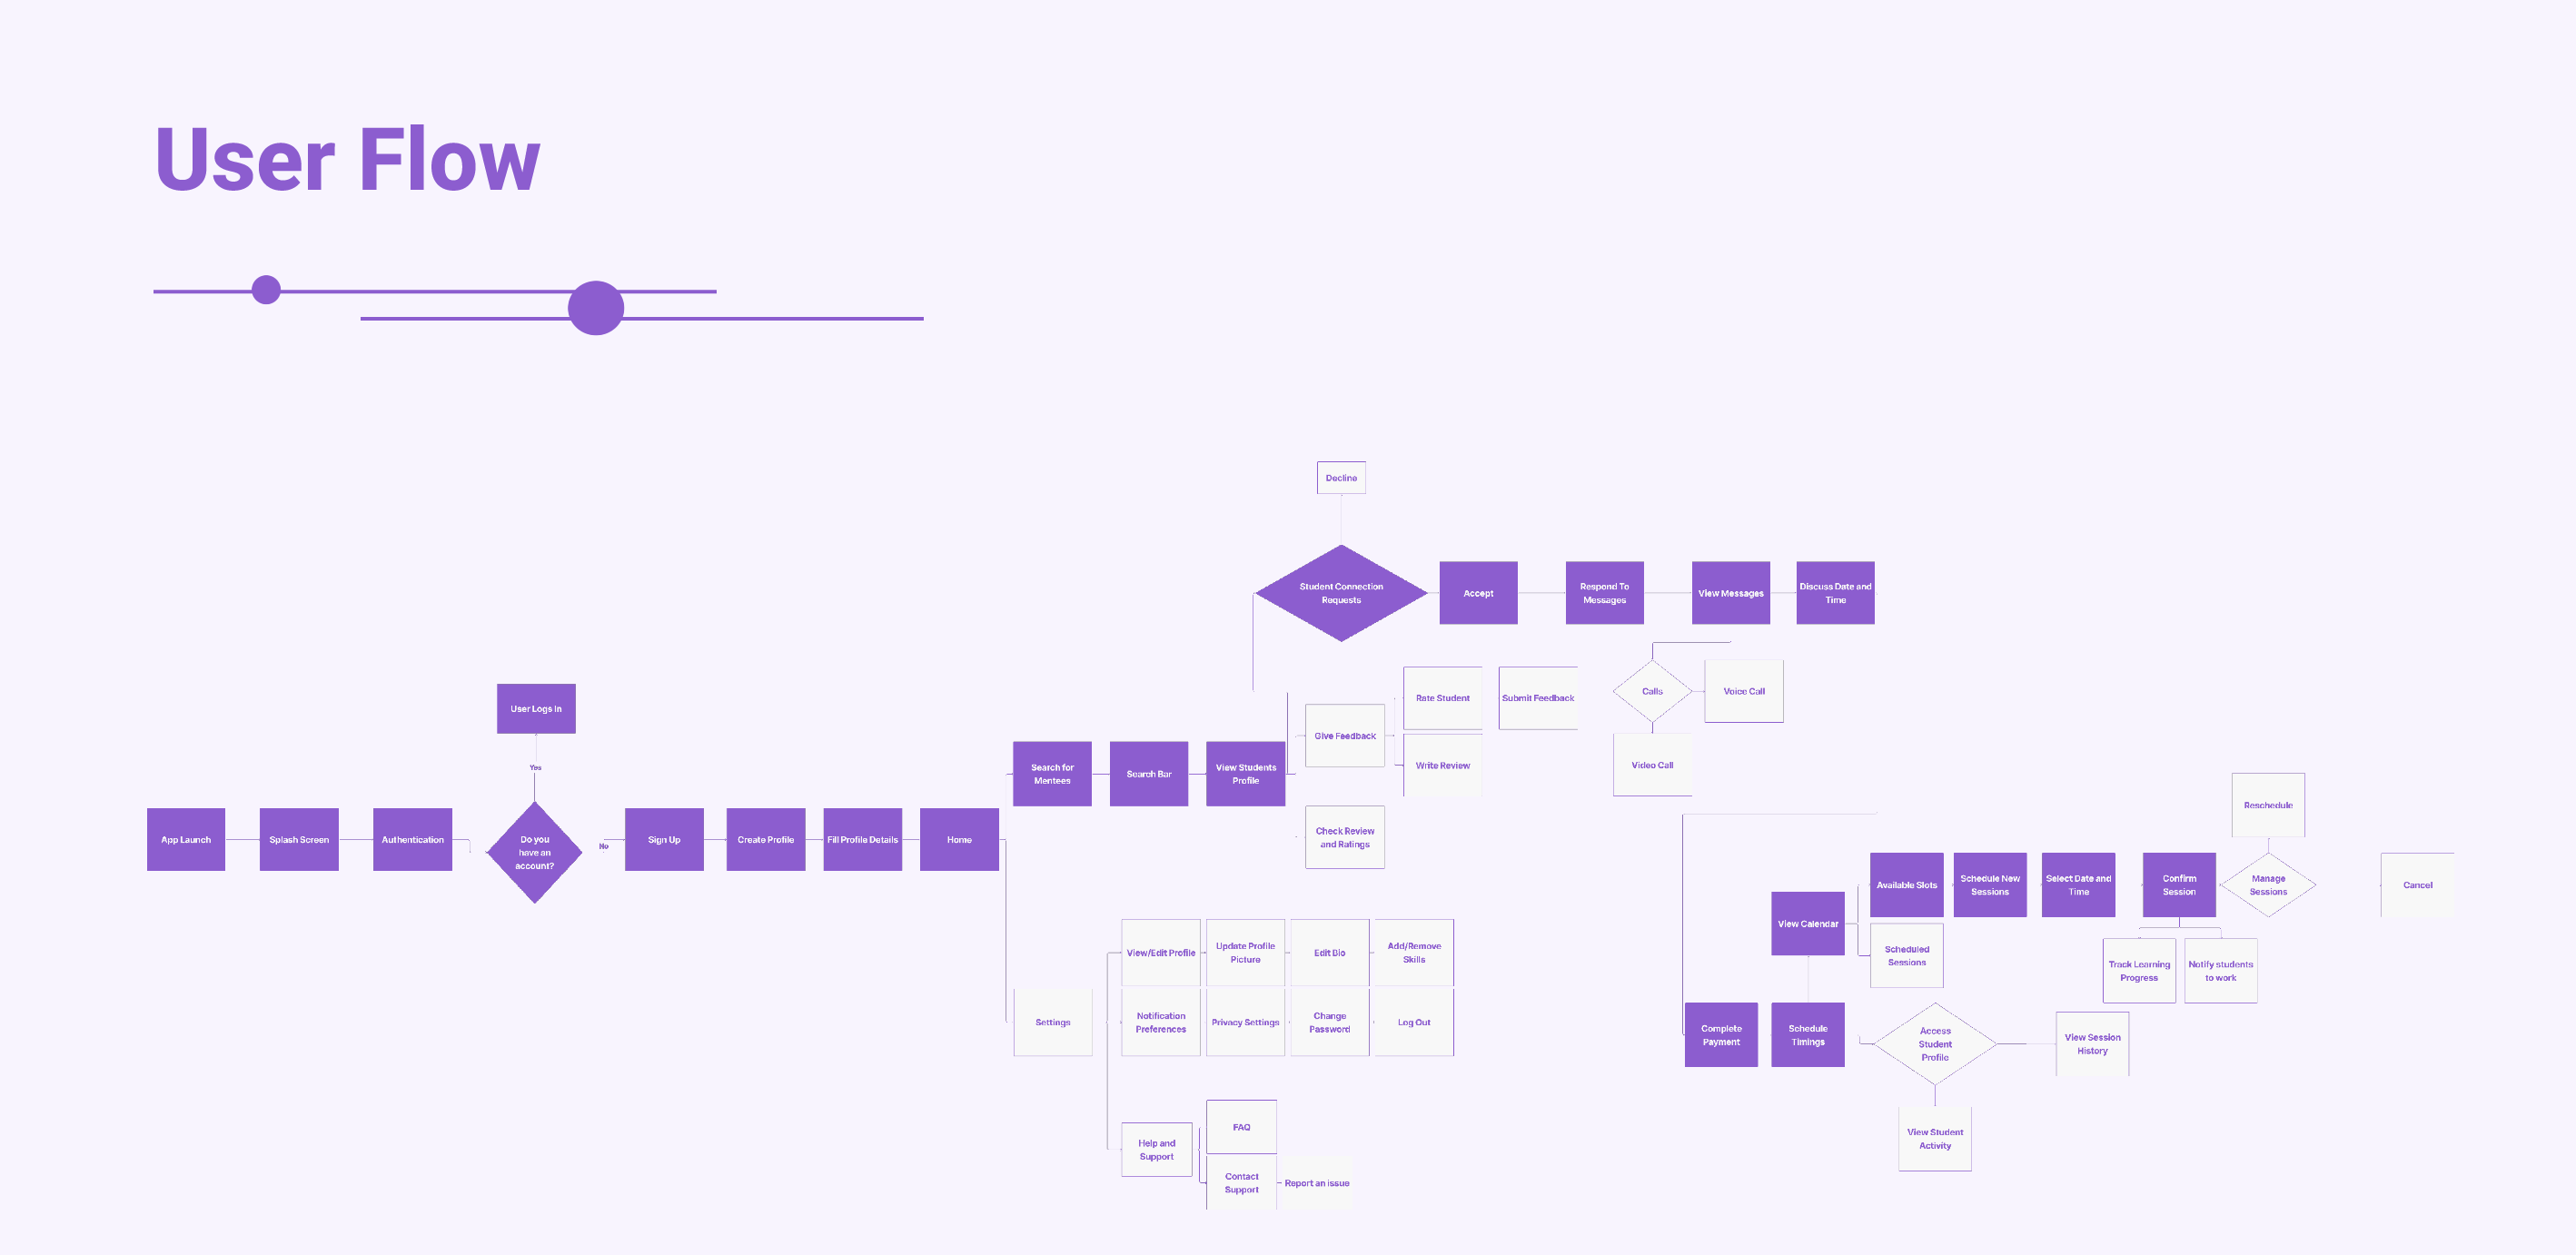 User Flow
Decline
Student Connection
Requests
Accept
Respond To
Messages
View Messages
Discuss Date and
Time
Calls
Voice Call
Video Call
Rate Student
Submit Feedback
Give Feedback
Write Review
Check Review
and Ratings
User Logs In
Yes
App Launch
Splash Screen
Authentication
Do you
have an
account?
No
Sign Up
Create Profile
Fill Profile Details
Home
Search for
Mentees
Search Bar
View Students
Profile
Settings
View/Edit Profile
Update Profile
Picture
Edit Bio
Add/Remove
Skills
Notification
Preferences
Privacy Settings
Change
Password
Log Out
Help and
Support
FAQ
Contact
Support
Report an issue
Complete
Payment
Schedule
Timings
View Calendar
Available Slots
Schedule New
Sessions
Select Date and
Time
Confirm
Session
Manage
Sessions
Reschedule
Cancel
Scheduled
Sessions
Track Learning
Progress
Notify students
to work
Access
Student
Profile
View Session
History
View Student
Activity